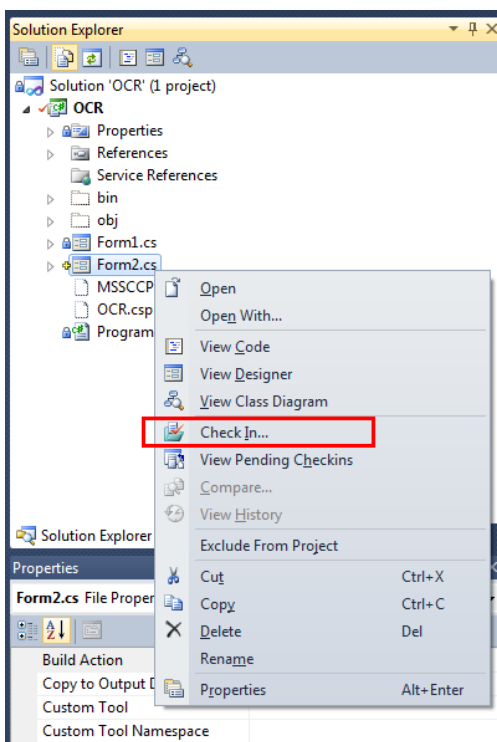 Solution Explorer
Solution 'OCR' (1 project)
OCR
Properties
References
Service References
bin
obj
Form1.cs
Form2.cs
MSSCCP
OCR.csp
Program
Open
Open With...
View Code
View Designer
View Class Diagram
Check In...
View Pending Checkins
Compare...
View History
Exclude From Project
Cut Ctrl+X
Copy Ctrl+C
Delete Del
Rename
Properties Alt+Enter
Solution Explorer
Properties
Form2.cs File Proper
Build Action
Copy to Output D
Custom Tool
Custom Tool Namespace